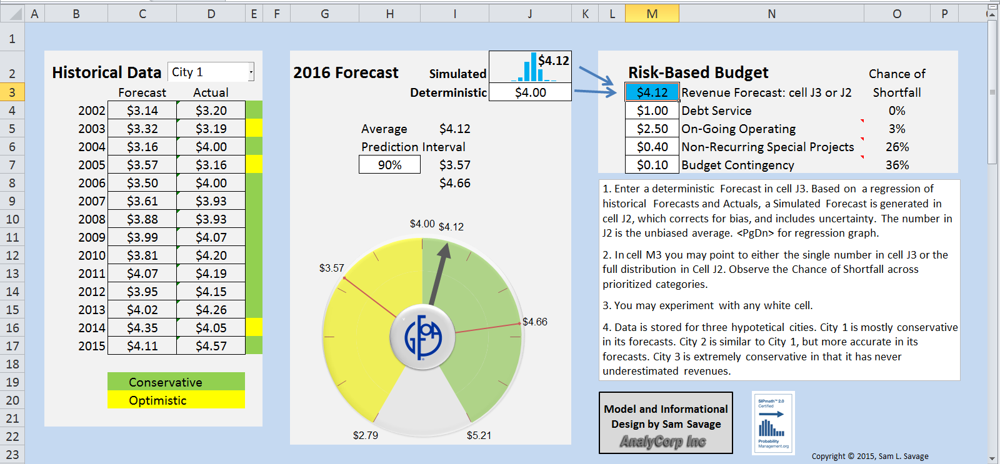 A B C D E F G H I J K L M N O P
1
2
3
4
5
6
7
8
9
10
11
12
13
14
15
16
17
18
19
20
21
22
23
Historical Data City 1
Forecast Actual
2002 $3.14 $3.20
2003 $3.32 $3.19
2004 $3.16 $4.00
2005 $3.57 $3.16
2006 $3.50 $4.00
2007 $3.61 $3.93
2008 $3.88 $3.93
2009 $3.99 $4.07
2010 $3.81 $4.20
2011 $4.07 $4.19
2012 $3.95 $4.15
2013 $4.02 $4.26
2014 $4.35 $4.05
2015 $4.11 $4.57
Conservative
Optimistic
2016 Forecast Simulated $4.12
Deterministic $4.00
Average $4.12
Prediction Interval
90% $3.57
$4.66
$4.00 $4.12
$3.57
$4.66
GFOA
$2.79 $5.21
Risk-Based Budget Chance of
$4.12 Revenue Forecast: cell J3 or J2 Shortfall
$1.00 Debt Service 0%
$2.50 On-Going Operating 3%
$0.40 Non-Recurring Special Projects 26%
$0.10 Budget Contingency 36%
1. Enter a deterministic Forecast in cell J3. Based on a regression of
historical Forecasts and Actuals, a Simulated Forecast is generated in
cell J2, which corrects for bias, and includes uncertainty. The number in
J2 is the unbiased average. <PgDn> for regression graph.
2. In cell M3 you may point to either the single number in cell J3 or the
full distribution in Cell J2. Observe the Chance of Shortfall across
prioritized categories.
3. You may experiment with any white cell.
4. Data is stored for three hypotetical cities. City 1 is mostly conservative
in its forecasts. City 2 is similar to City 1, but more accurate in its
forecasts. City 3 is extremely conservative in that it has never
underestimated revenues.
Model and Informational
Design by Sam Savage
AnalyCorp Inc
SIPmath™ 2.0
Certified
Probability
Management.org
Copyright © 2015, Sam L. Savage